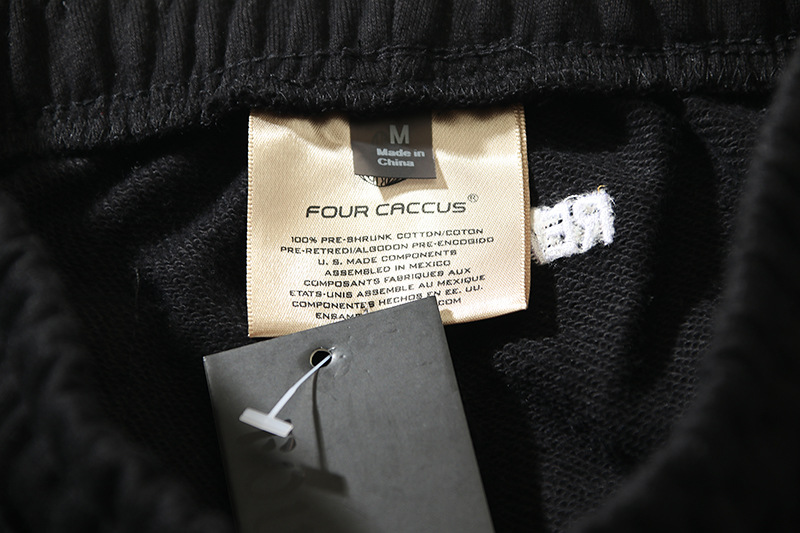 M
Made in
China
FOUR CACCUS®
100% PRE-SHRUNK COTTON/COTON
PRE-RETREDI/ALGODON PRE-ENCOGIDO
U. S. MADE COMPONENTS
ASSEMBLED IN MEXICO
COMPOSANTS FABRIQUES AUX
ETATS-UNIS ASSEMBLE AU MEXIQUE
COMPONENTES HECHOS EN EE. UU.